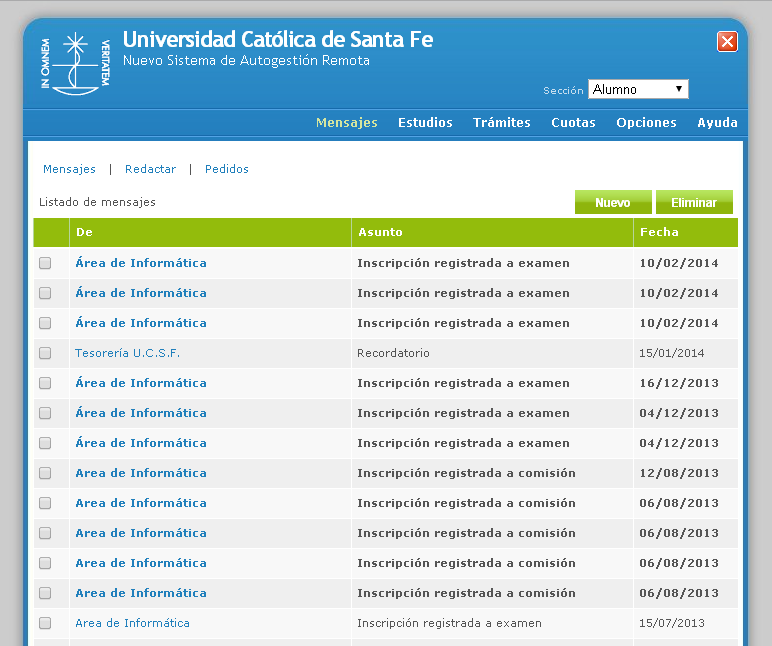 IN OMNEM
VERITATEM
Universidad Católica de Santa Fe
Nuevo Sistema de Autogestión Remota
Sección Alumno
Mensajes Estudios Trámites Cuotas Opciones Ayuda
Mensajes | Redactar | Pedidos
Listado de mensajes Nuevo Eliminar
De Asunto Fecha
Área de Informática Inscripción registrada a examen 10/02/2014
Área de Informática Inscripción registrada a examen 10/02/2014
Área de Informática Inscripción registrada a examen 10/02/2014
Tesorería U.C.S.F. Recordatorio 15/01/2014
Área de Informática Inscripción registrada a examen 16/12/2013
Área de Informática Inscripción registrada a examen 04/12/2013
Área de Informática Inscripción registrada a examen 04/12/2013
Area de Informática Inscripción registrada a comisión 12/08/2013
Area de Informática Inscripción registrada a comisión 06/08/2013
Area de Informática Inscripción registrada a comisión 06/08/2013
Area de Informática Inscripción registrada a comisión 06/08/2013
Area de Informática Inscripción registrada a comisión 06/08/2013
Area de Informática Inscripción registrada a examen 15/07/2013